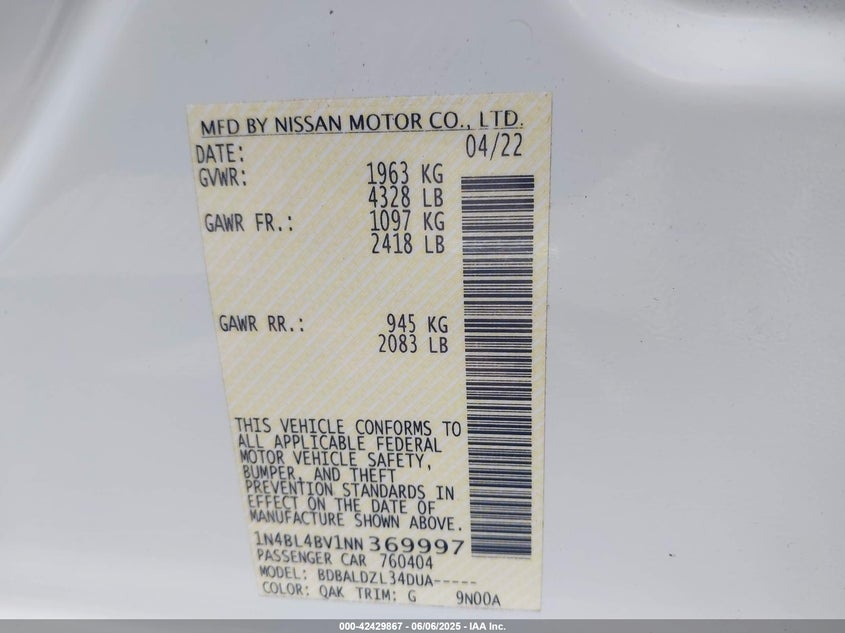 MFD BY NISSAN MOTOR CO., LTD.
DATE: 04/22
GVWR: 1963 KG
4328 LB
GAWR FR.: 1097 KG
2418 LB
GAWR RR.: 945 KG
2083 LB
THIS VEHICLE CONFORMS TO
ALL APPLICABLE FEDERAL
MOTOR VEHICLE SAFETY,
BUMPER, AND THEFT
PREVENTION STANDARDS IN
EFFECT ON THE DATE OF
MANUFACTURE SHOWN ABOVE.
1N4BL4BV1NN369997
PASSENGER CAR 760404
MODEL: BDBALDZL34DUA-----
COLOR: QAK TRIM: G 9N00A
000-42429867 - 06/06/2025 - IAA Inc.